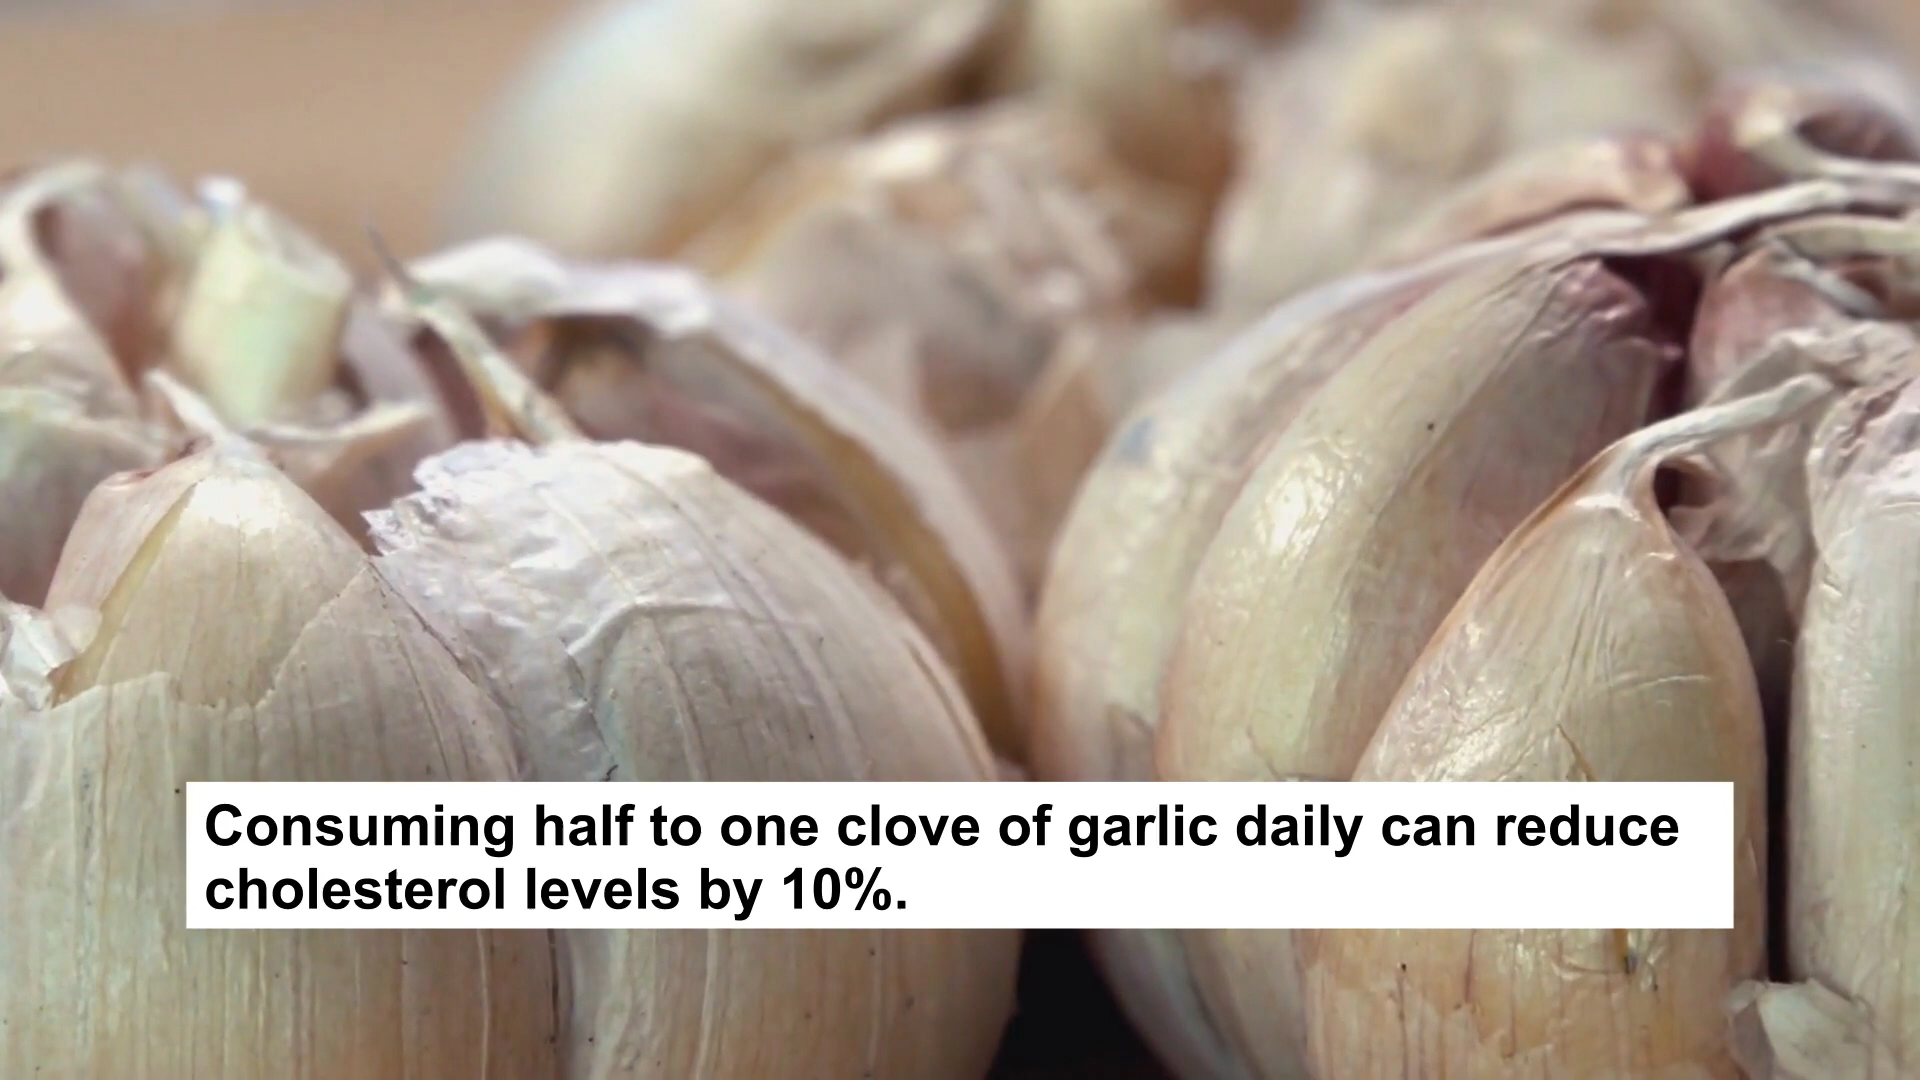 Consuming half to one clove of garlic daily can reduce
cholesterol levels by 10%.